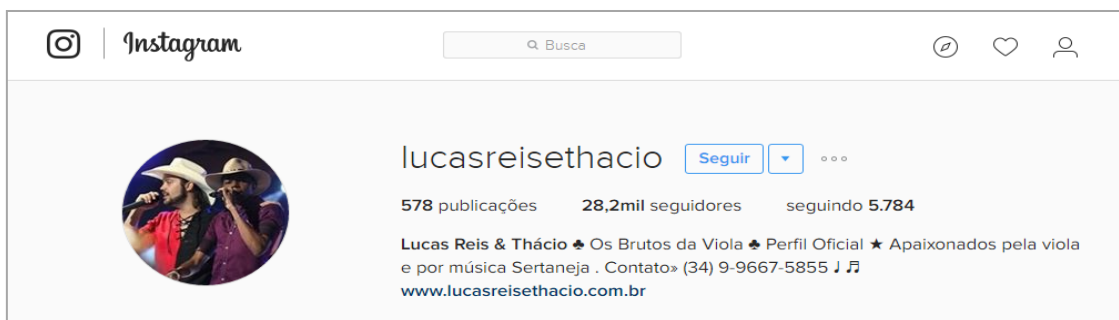 Instagram
Busca
lucasreisethacio Seguir
578 publicações 28,2mil seguidores seguindo 5.784
Lucas Reis & Thácio ♣ Os Brutos da Viola ♣ Perfil Oficial ★ Apaixonados pela viola
e por música Sertaneja . Contato» (34) 9-9667-5855 ♩ ♬
www.lucasreisethacio.com.br